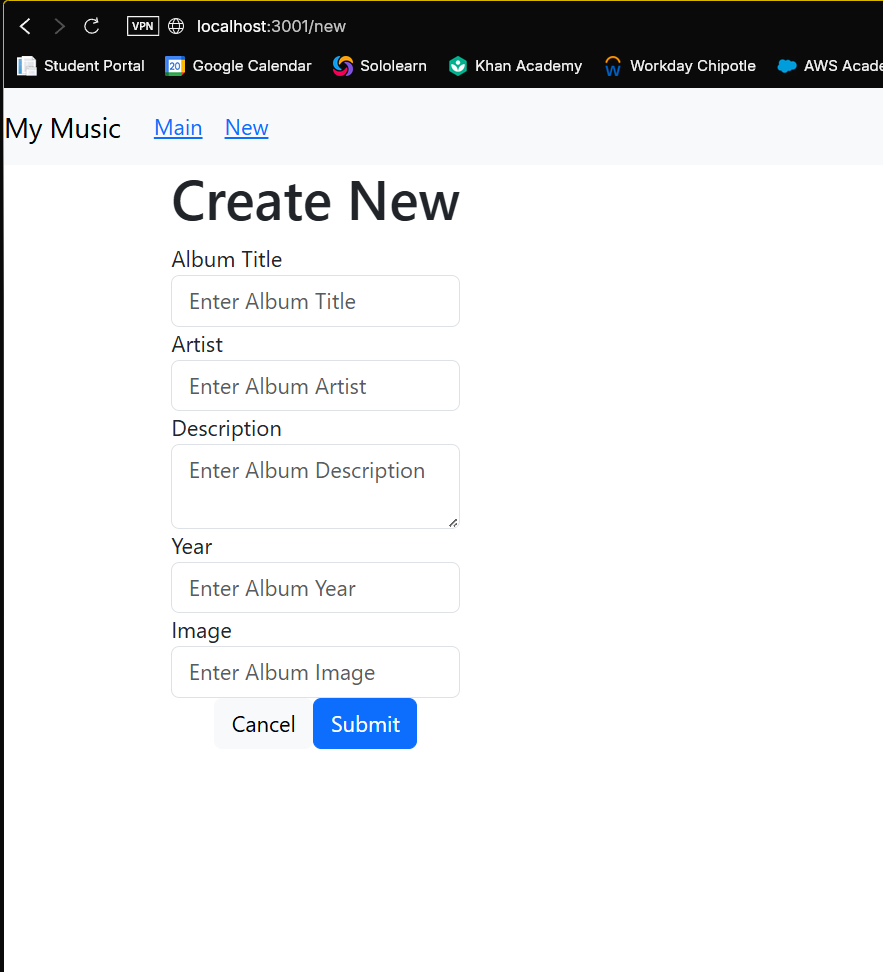 VPN localhost:3001/new
Student Portal 20 Google Calendar Sololearn Khan Academy Workday Chipotle AWS Acade
My Music Main New
Create New
Album Title
Enter Album Title
Artist
Enter Album Artist
Description
Enter Album Description
Year
Enter Album Year
Image
Enter Album Image
Cancel Submit